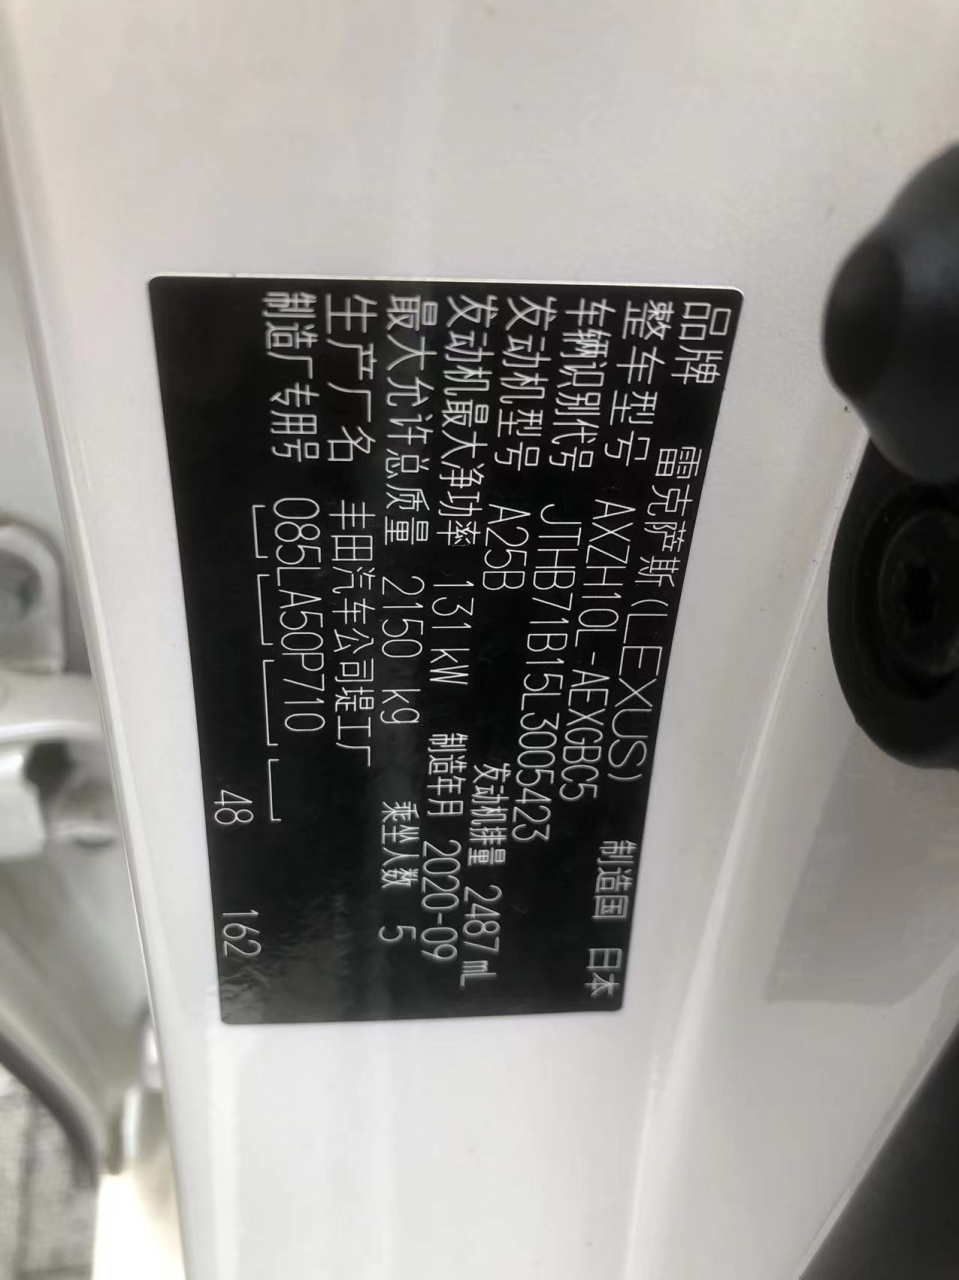 品牌 雷克萨斯(LEXUS) 制造国 日本
整车型号 AXZH10L-AEXGBC5
车辆识别代号 JTHB71B15L3005423
发动机型号 A25B 发动机排量 2487 mL
发动机最大净功率 131 kW 制造年月 2020-09
最大允许总质量 2150 kg 乘坐人数 5
生产厂名 丰田汽车公司堤工厂
制造厂专用号 085LA50P710
48 162